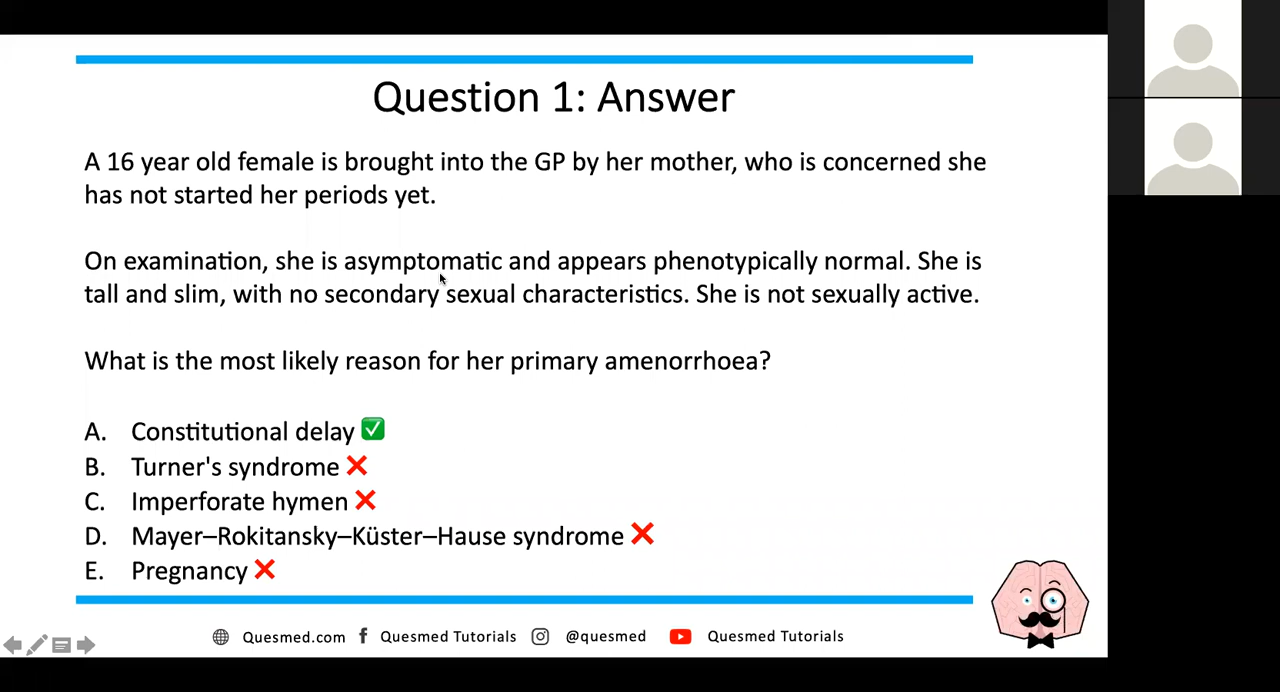 Question 1: Answer
A 16 year old female is brought into the GP by her mother, who is concerned she
has not started her periods yet.
On examination, she is asymptomatic and appears phenotypically normal. She is
tall and slim, with no secondary sexual characteristics. She is not sexually active.
What is the most likely reason for her primary amenorrhoea?
A. Constitutional delay ✅
B. Turner's syndrome ❌
C. Imperforate hymen ❌
D. Mayer–Rokitansky–Küster–Hause syndrome ❌
E. Pregnancy ❌
Quesmed.com Quesmed Tutorials @quesmed Quesmed Tutorials